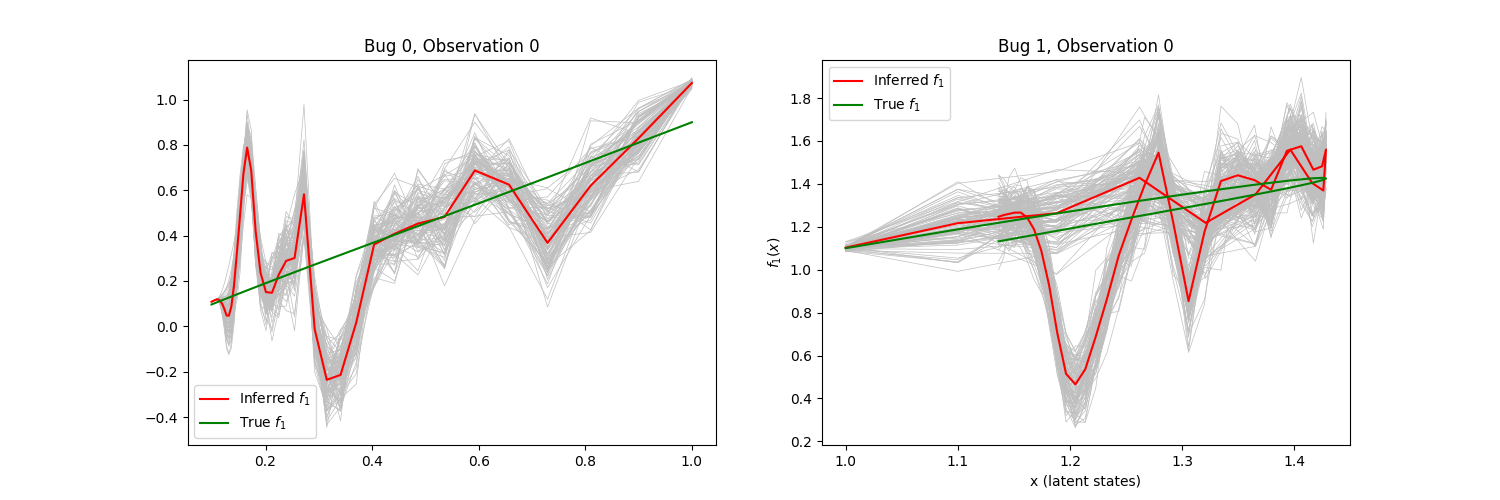 Bug 0, Observation 0
1.0
0.8
0.6
0.4
0.2
0.0
−0.2
−0.4
Inferred f₁
True f₁
0.2 0.4 0.6 0.8 1.0
Bug 1, Observation 0
Inferred f₁
True f₁
f₁(x)
1.8
1.6
1.4
1.2
1.0
0.8
0.6
0.4
0.2
1.0 1.1 1.2 1.3 1.4
x (latent states)